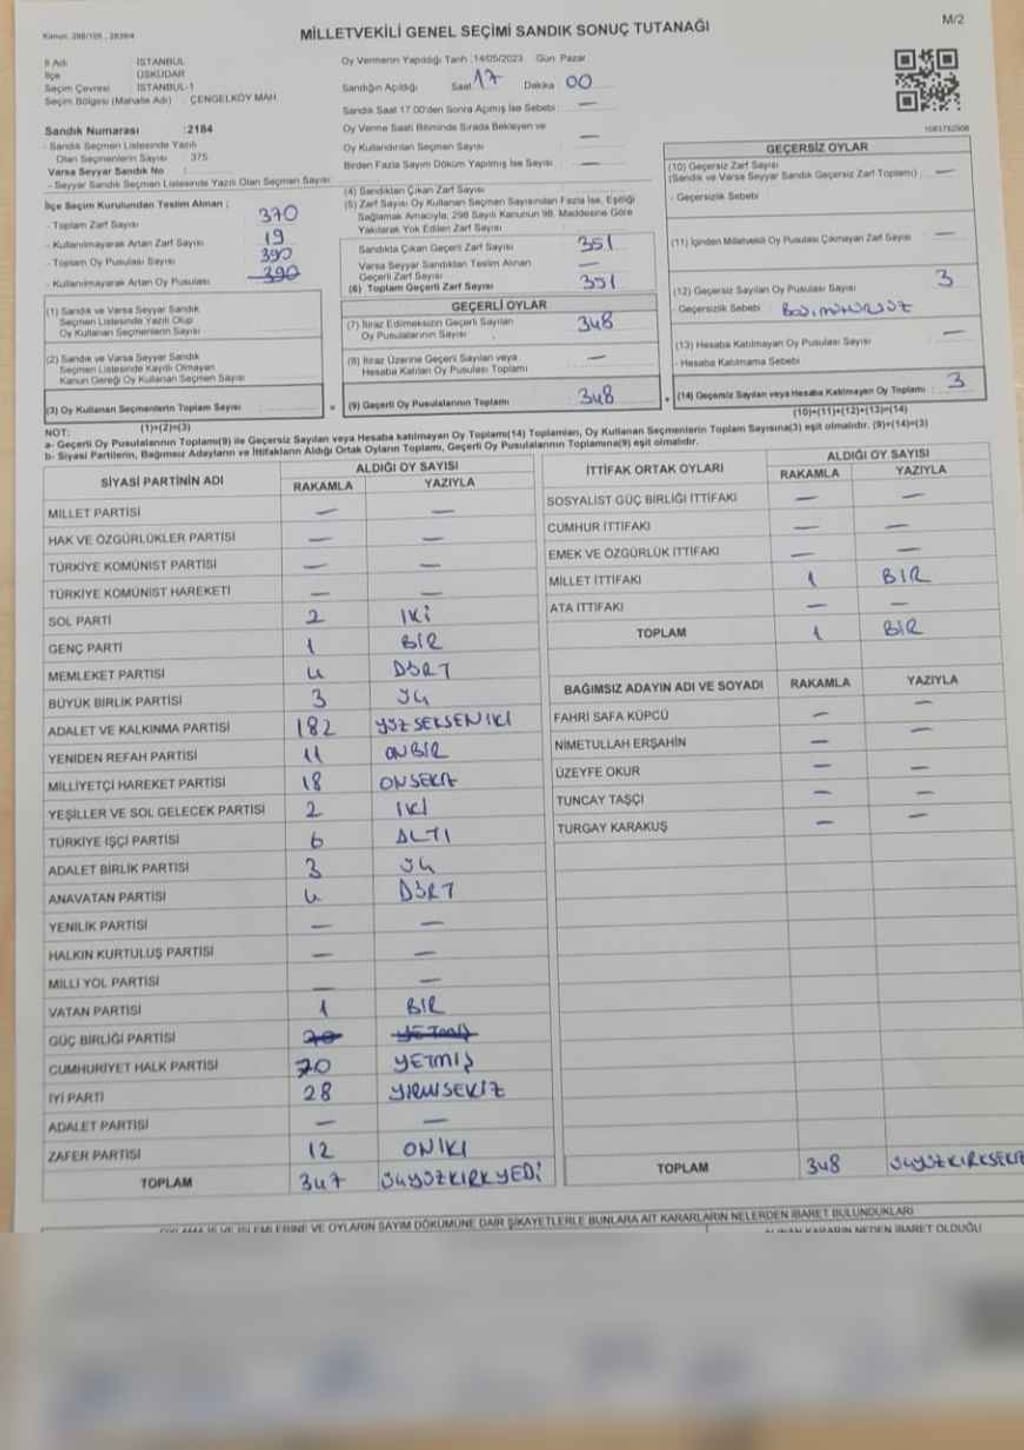 MİLLETVEKİLİ GENEL SEÇİMİ SANDIK SONUÇ TUTANAĞI
M/2
İl Adı İSTANBUL
İlçe ÜSKÜDAR
Seçim Çevresi İSTANBUL-1
Seçim Bölgesi (Mahalle Adı) : ÇENGELKÖY MAH.
Sandık Numarası :2184
- Sandık Seçmen Listesinde Yazılı
Olan Seçmenlerin Sayısı : 375
Varsa Seyyar Sandık No
- Seyyar Sandık Seçmen Listesinde Yazılı Olan Seçmen Sayısı
İlçe Seçim Kurulundan Teslim Alınan :
- Toplam Zarf Sayısı 370
- Kullanılmayarak Artan Zarf Sayısı 19
- Toplam Oy Pusulası Sayısı 390
- Kullanılmayarak Artan Oy Pusulası 390
(1) Sandık ve Varsa Seyyar Sandık
Seçmen Listesinde Yazılı Olup
Oy Kullanan Seçmenlerin Sayısı
(2) Sandık ve Varsa Seyyar Sandık
Seçmen Listesinde Kayıtlı Olmayan
Kanun Gereği Oy Kullanan Seçmen Sayısı
(3) Oy Kullanan Seçmenlerin Toplam Sayısı
(1)+(2)=(3)
Oy Vermenin Yapıldığı Tarih :14/05/2023 Gün: Pazar
Sandığın Açıldığı Saat 17 Dakika 00
Sandık Saat 17.00'den Sonra Açılmış İse Sebebi : —
Oy Verme Saati Bitiminde Sırada Bekleyen ve
Oy Kullandırılan Seçmen Sayısı : —
Birden Fazla Sayım Döküm Yapılmış İse Sayısı : —
(4) Sandıktan Çıkan Zarf Sayısı
(5) Zarf Sayısı Oy Kullanan Seçmen Sayısından Fazla İse, Eşitliği
Sağlamak Amacıyla, 298 Sayılı Kanunun 98. Maddesine Göre
Yakılarak Yok Edilen Zarf Sayısı
Sandıkta Çıkan Geçerli Zarf Sayısı 351
Varsa Seyyar Sandıktan Teslim Alınan
Geçerli Zarf Sayısı —
(6) Toplam Geçerli Zarf Sayısı 351
GEÇERLİ OYLAR
(7) İtiraz Edilmeksizin Geçerli Sayılan
Oy Pusulalarının Sayısı 348
(8) İtiraz Üzerine Geçerli Sayılan veya
Hesaba Katılan Oy Pusulası Toplamı —
= (9) Geçerli Oy Pusulalarının Toplamı 348
GEÇERSİZ OYLAR
(10) Geçersiz Zarf Sayısı
(Sandık ve Varsa Seyyar Sandık Geçersiz Zarf Toplamı) : —
- Geçersizlik Sebebi
(11) İçinden Milletvekili Oy Pusulası Çıkmayan Zarf Sayısı —
(12) Geçersiz Sayılan Oy Pusulası Sayısı : 3
- Geçersizlik Sebebi
(13) Hesaba Katılmayan Oy Pusulası Sayısı —
- Hesaba Katılmama Sebebi
+ (14) Geçersiz Sayılan veya Hesaba Katılmayan Oy Toplamı : 3
(10)+(11)+(12)+(13)=(14)
NOT:
a- Geçerli Oy Pusulalarının Toplamı(9) ile Geçersiz Sayılan veya Hesaba katılmayan Oy Toplamı(14) Toplamları, Oy Kullanan Seçmenlerin Toplam Sayısına(3) eşit olmalıdır. (9)+(14)=(3)
b- Siyasi Partilerin, Bağımsız Adayların ve İttifakların Aldığı Ortak Oyların Toplamı, Geçerli Oy Pusulalarının Toplamına(9) eşit olmalıdır.
SİYASİ PARTİNİN ADI ALDIĞI OY SAYISI
RAKAMLA YAZIYLA
MİLLET PARTİSİ — —
HAK VE ÖZGÜRLÜKLER PARTİSİ — —
TÜRKİYE KOMÜNİST PARTİSİ — —
TÜRKİYE KOMÜNİST HAREKETİ — —
SOL PARTİ 2 İKİ
GENÇ PARTİ 1 BİR
MEMLEKET PARTİSİ 4 DÖRT
BÜYÜK BİRLİK PARTİSİ 3 ÜÇ
ADALET VE KALKINMA PARTİSİ 182 YÜZ SEKSEN İKİ
YENİDEN REFAH PARTİSİ 11 ONBİR
MİLLİYETÇİ HAREKET PARTİSİ 18 ONSEKİZ
YEŞİLLER VE SOL GELECEK PARTİSİ 2 İKİ
TÜRKİYE İŞÇİ PARTİSİ 6 ALTI
ADALET BİRLİK PARTİSİ 3 ÜÇ
ANAVATAN PARTİSİ 4 DÖRT
YENİLİK PARTİSİ — —
HALKIN KURTULUŞ PARTİSİ — —
MİLLİ YOL PARTİSİ — —
VATAN PARTİSİ 1 BİR
GÜÇ BİRLİĞİ PARTİSİ 70 YETMİŞ
CUMHURİYET HALK PARTİSİ 70 YETMİŞ
İYİ PARTİ 28 YİRMİSEKİZ
ADALET PARTİSİ — —
ZAFER PARTİSİ 12 ONİKİ
TOPLAM 347 ÜÇYÜZKIRKYEDİ
İTTİFAK ORTAK OYLARI ALDIĞI OY SAYISI
RAKAMLA YAZIYLA
SOSYALİST GÜÇ BİRLİĞİ İTTİFAKI — —
CUMHUR İTTİFAKI — —
EMEK VE ÖZGÜRLÜK İTTİFAKI — —
MİLLET İTTİFAKI 1 BİR
ATA İTTİFAKI — —
TOPLAM 1 BİR
BAĞIMSIZ ADAYIN ADI VE SOYADI RAKAMLA YAZIYLA
FAHRİ SAFA KÜPCÜ — —
NİMETULLAH ERŞAHİN — —
ÜZEYFE OKUR — —
TUNCAY TAŞÇI — —
TURGAY KARAKUŞ — —
TOPLAM 348 ÜÇYÜZKIRKSEKİZ
VE İŞLEMLERİNE VE OYLARIN SAYIM DÖKÜMÜNE DAİR ŞİKAYETLERLE BUNLARA AİT KARARLARIN NELERDEN İBARET BULUNDUKLARI
KARARIN NEDEN İBARET OLDUĞU